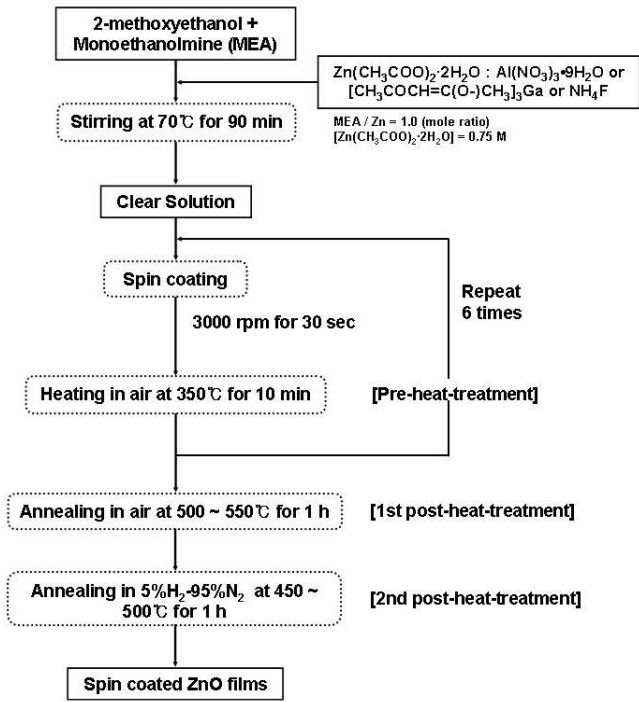 2-methoxyethanol +
Monoethanolmine (MEA)
Zn(CH₃COO)₂·2H₂O : Al(NO₃)₃•9H₂O or
[CH₃COCH=C(O-)CH₃]₃Ga or NH₄F
MEA / Zn = 1.0 (mole ratio)
[Zn(CH₃COO)₂·2H₂O] = 0.75 M
Stirring at 70℃ for 90 min
Clear Solution
Spin coating
Repeat
6 times
3000 rpm for 30 sec
Heating in air at 350℃ for 10 min
[Pre-heat-treatment]
Annealing in air at 500 ~ 550℃ for 1 h
[1st post-heat-treatment]
Annealing in 5%H₂-95%N₂ at 450 ~
500℃ for 1 h
[2nd post-heat-treatment]
Spin coated ZnO films